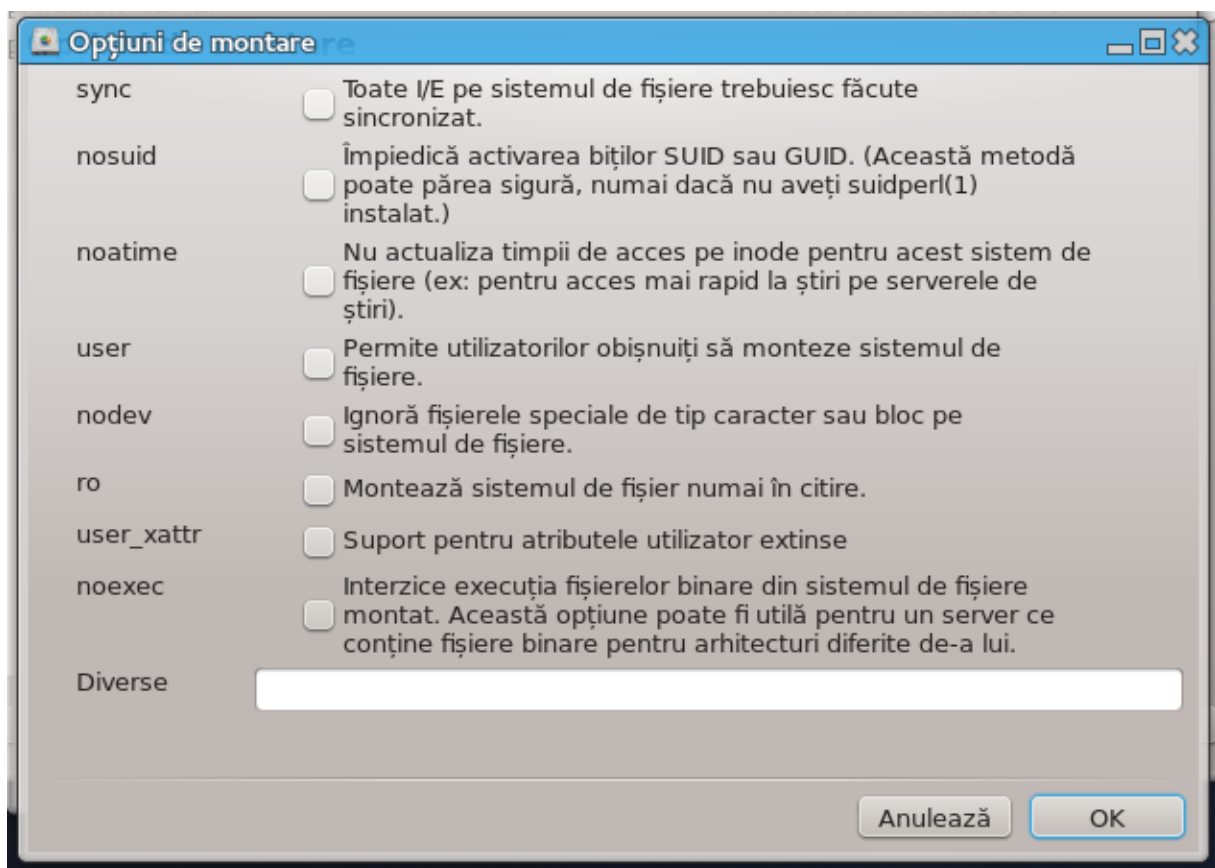 Opțiuni de montare
sync
Toate I/E pe sistemul de fișiere trebuiesc făcute
sincronizat.
nosuid
Împiedică activarea biților SUID sau GUID. (Această metodă
poate părea sigură, numai dacă nu aveți suidperl(1)
instalat.)
noatime
Nu actualiza timpii de acces pe inode pentru acest sistem de
fișiere (ex: pentru acces mai rapid la știri pe serverele de
știri).
user
Permite utilizatorilor obișnuiți să monteze sistemul de
fișiere.
nodev
Ignoră fișierele speciale de tip caracter sau bloc pe
sistemul de fișiere.
ro
Montează sistemul de fișier numai în citire.
user_xattr
Suport pentru atributele utilizator extinse
noexec
Interzice execuția fișierelor binare din sistemul de fișiere
montat. Această opțiune poate fi utilă pentru un server ce
conține fișiere binare pentru arhitecturi diferite de-a lui.
Diverse
Anulează
OK